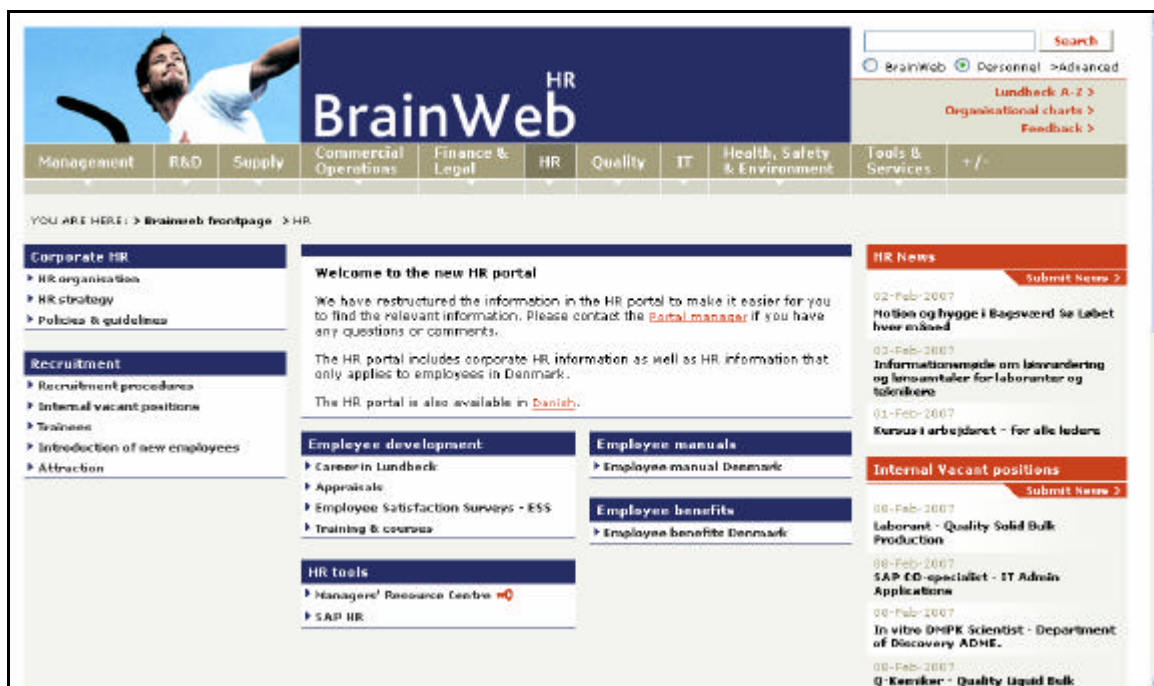 Search
BrainWeb Personnel >Advanced
HR
BrainWeb
Lundbeck A-Z >
Organisational charts >
Feedback >
Management R&D Supply Commercial Operations Finance & Legal HR Quality IT Health, Safety & Environment Tools & Services +/-
YOU ARE HERE: > Brainweb frontpage > HR
Corporate HR
HR organisation
HR strategy
Policies & guidelines
Recruitment
Recruitment procedures
Internal vacant positions
Trainees
Introduction of new employees
Attraction
Welcome to the new HR portal
We have restructured the information in the HR portal to make it easier for you
to find the relevant information. Please contact the Portal manager if you have
any questions or comments.
The HR portal includes corporate HR information as well as HR information that
only applies to employees in Denmark.
The HR portal is also available in Danish.
Employee development
Career in Lundbeck
Appraisals
Employee Satisfaction Surveys - ESS
Training & courses
HR tools
Managers' Resource Centre
SAP HR
Employee manuals
Employee manual Denmark
Employee benefits
Employee benefits Denmark
HR News
Submit News >
02-Feb-2007
Motion og hygge i Bagsværd Sø Løbet
hver måned
02-Feb-2007
Informationsmøde om lønvurdering
og lønsamtaler for laboranter og
teknikere
01-Feb-2007
Kursus i arbejdsret - for alle ledere
Internal Vacant positions
Submit News >
08-Feb-2007
Laborant - Quality Solid Bulk
Production
08-Feb-2007
SAP CO-specialist - IT Admin
Applications
08-Feb-2007
In vitro DMPK Scientist - Department
of Discovery ADME.
08-Feb-2007
Q-Kemiker - Quality Liquid Bulk